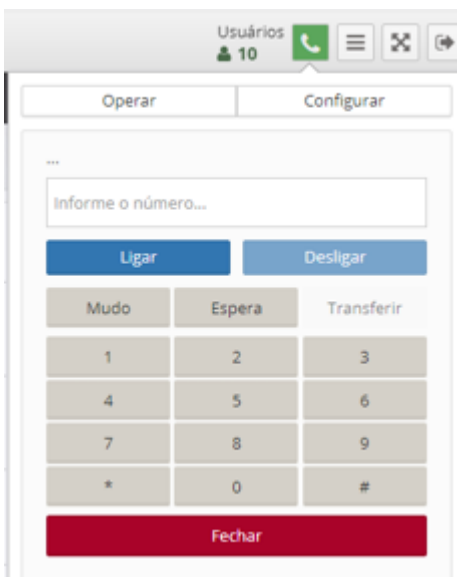 Usuários
10
Operar Configurar
...
Informe o número...
Ligar Desligar
Mudo Espera Transferir
1 2 3
4 5 6
7 8 9
* 0 #
Fechar